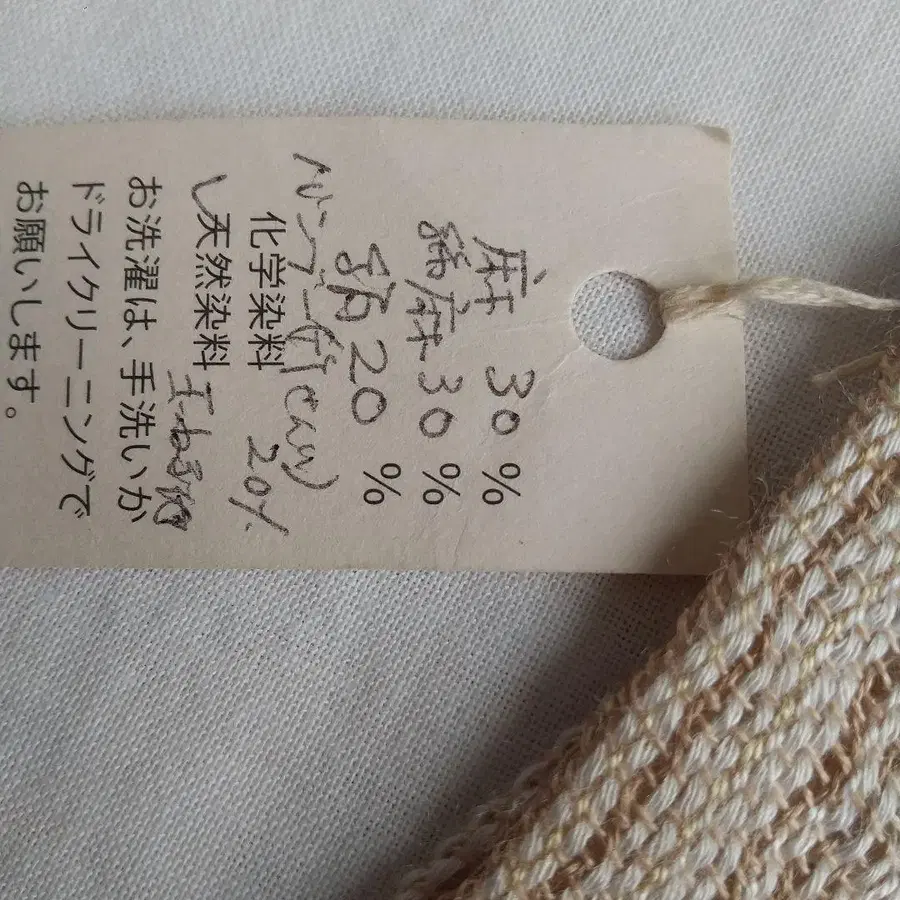 麻 30 %
綿麻 30 %
綿 20 %
20%
化学染料
天然染料
お洗濯は、手洗いか
ドライクリーニングで
お願いします。